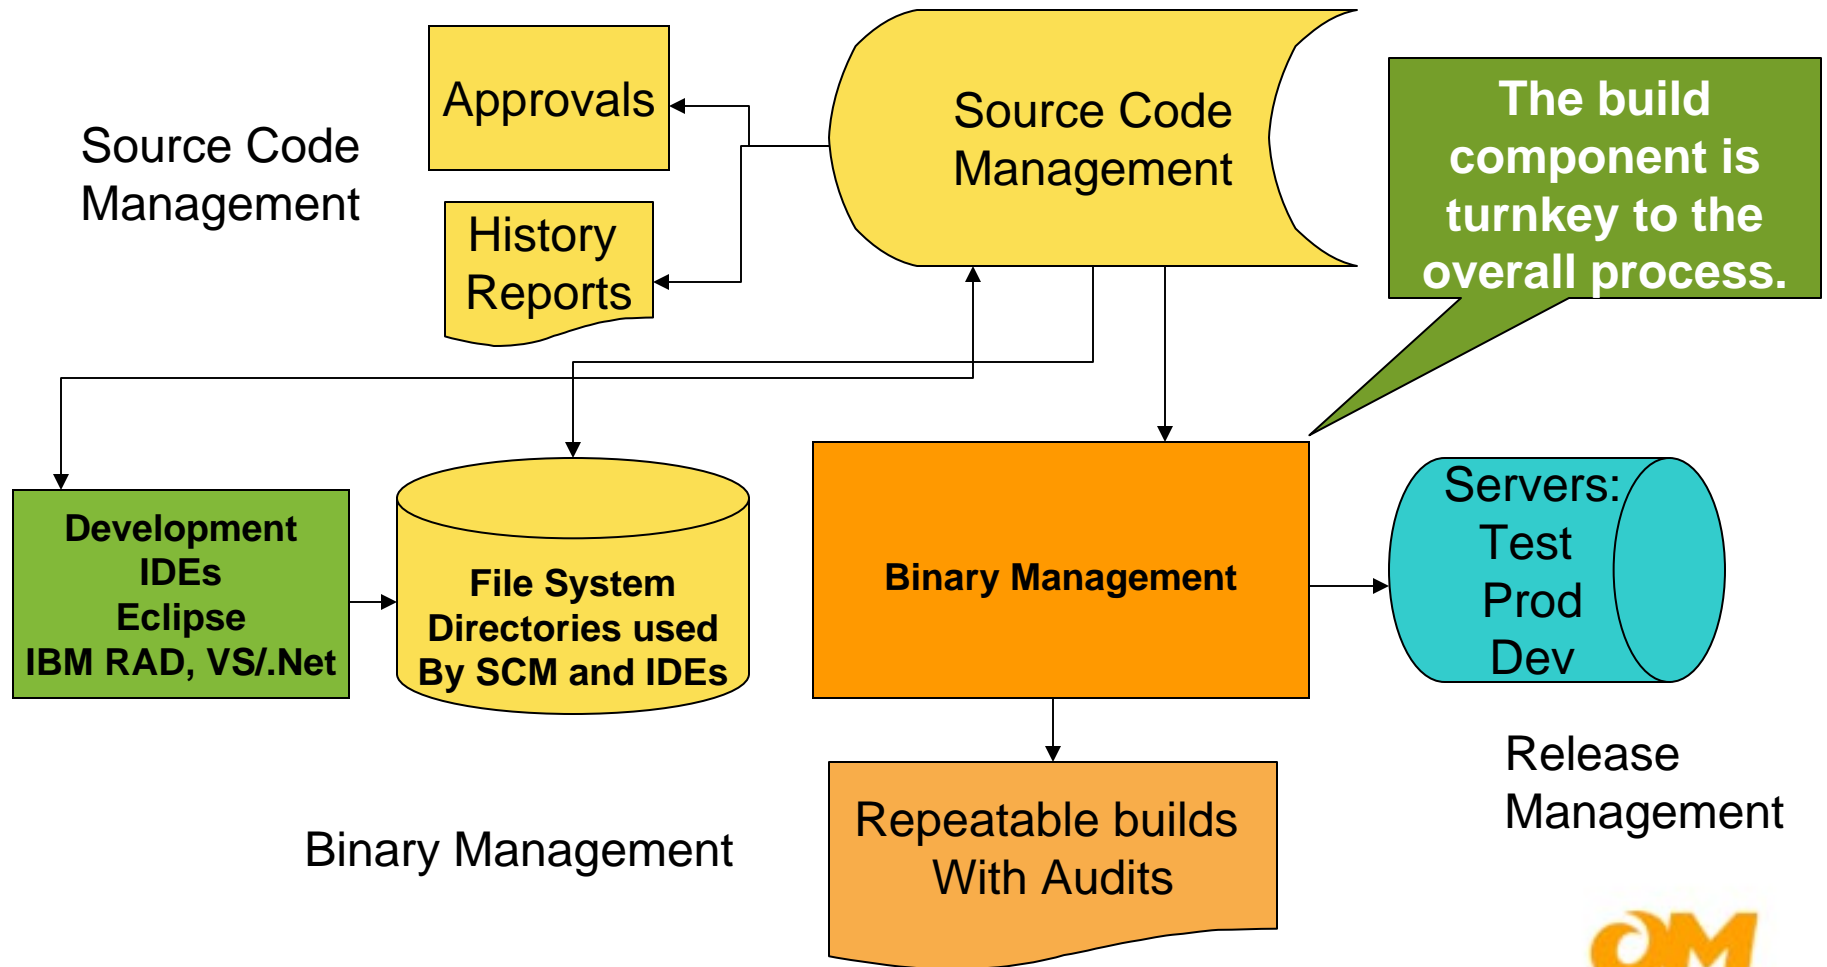 Source Code
Management
Approvals
History
Reports
Source Code
Management
The build
component is
turnkey to the
overall process.
Development
IDEs
Eclipse
IBM RAD, VS/.Net
File System
Directories used
By SCM and IDEs
Binary Management
Servers:
Test
Prod
Dev
Release
Management
Binary Management
Repeatable builds
With Audits
OM